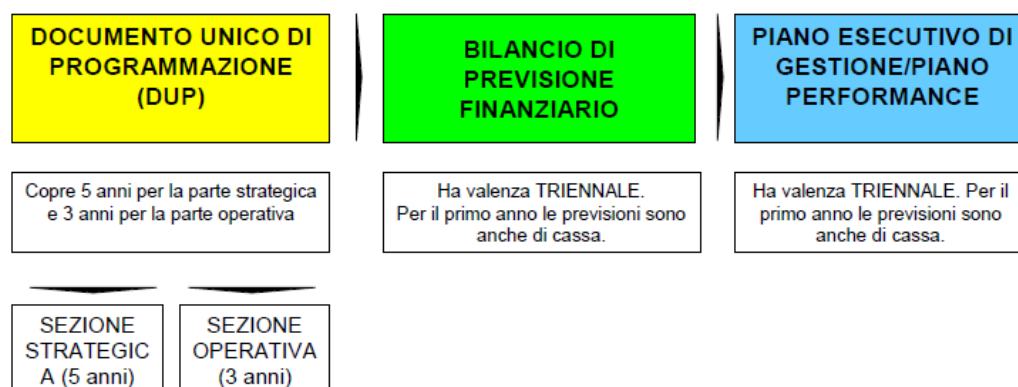 DOCUMENTO UNICO DI
PROGRAMMAZIONE
(DUP)
BILANCIO DI
PREVISIONE
FINANZIARIO
PIANO ESECUTIVO DI
GESTIONE/PIANO
PERFORMANCE
Copre 5 anni per la parte strategica
e 3 anni per la parte operativa
Ha valenza TRIENNALE.
Per il primo anno le previsioni sono
anche di cassa.
Ha valenza TRIENNALE. Per il
primo anno le previsioni sono
anche di cassa.
SEZIONE
STRATEGIC
A (5 anni)
SEZIONE
OPERATIVA
(3 anni)